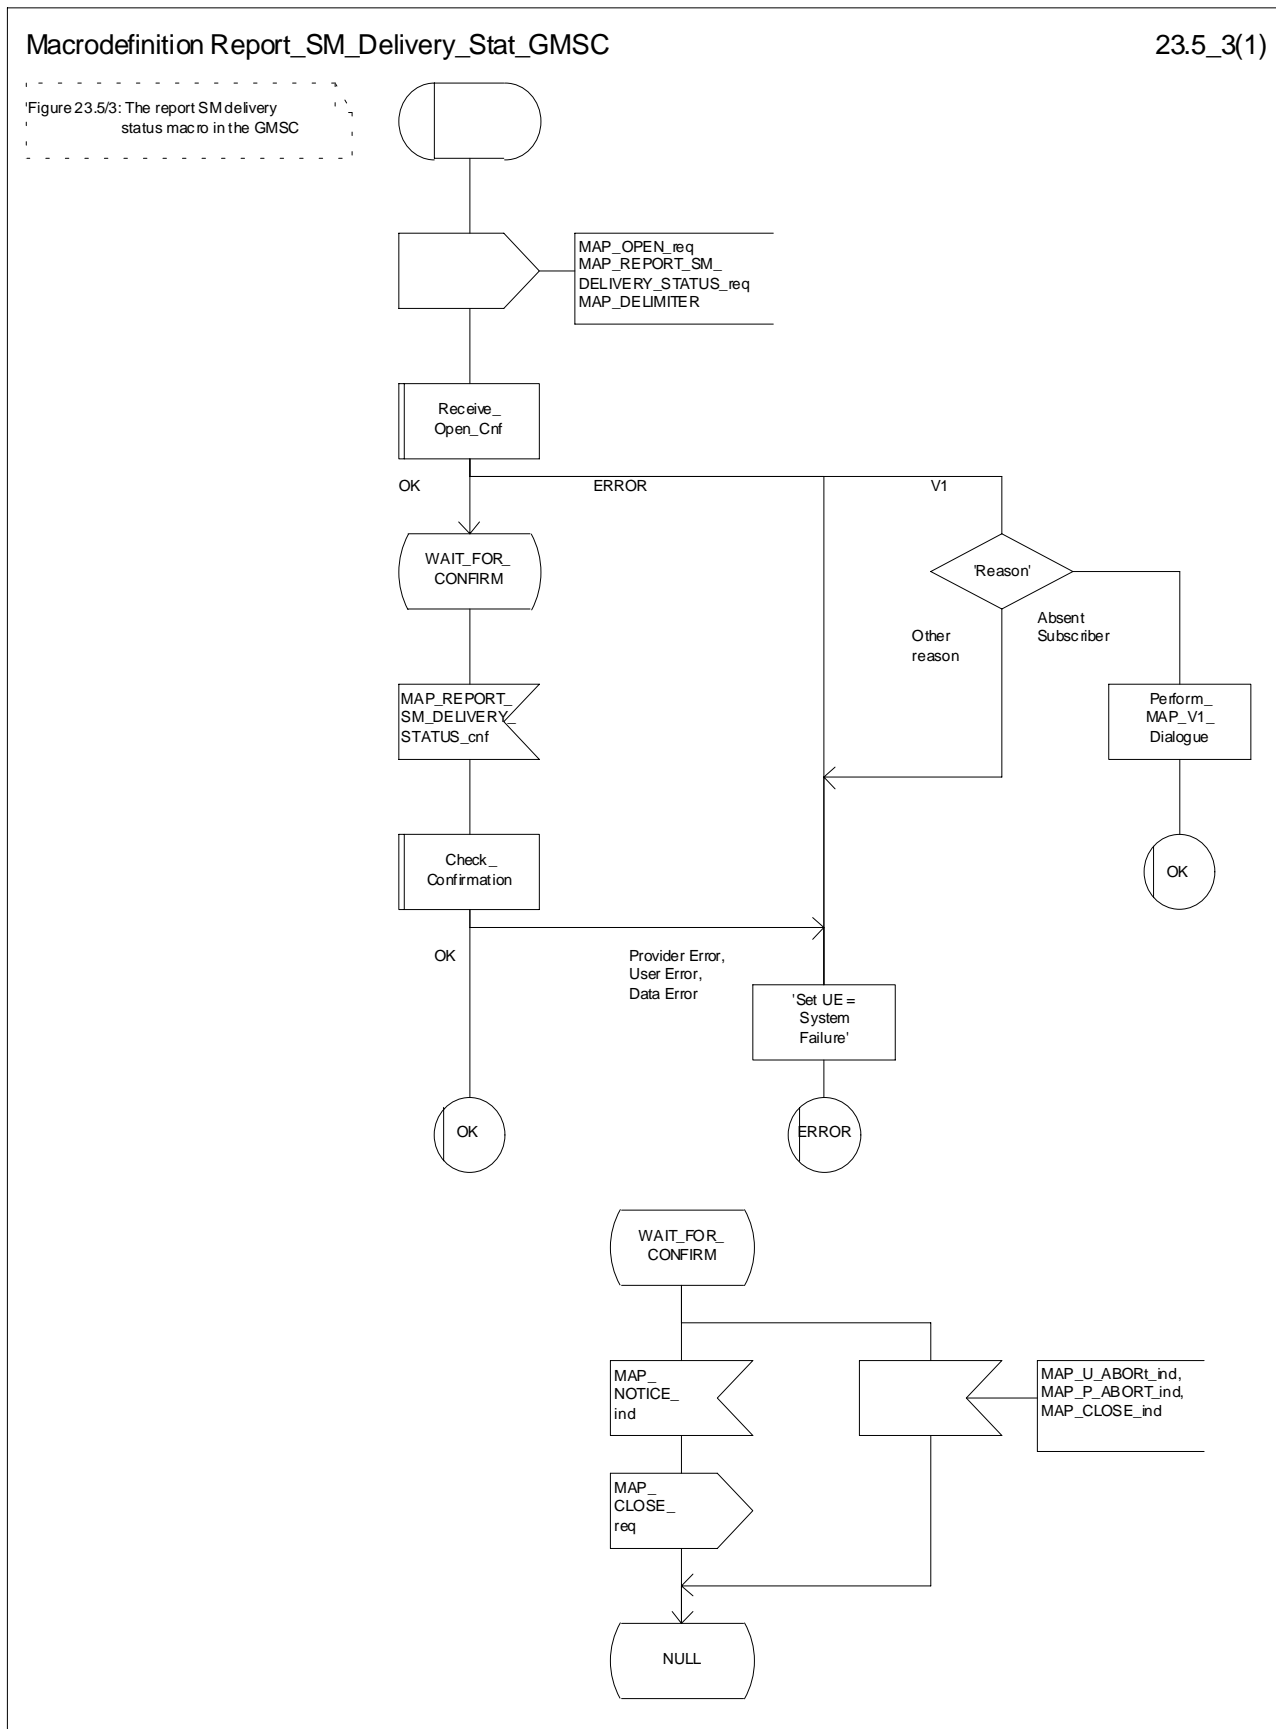 Macrodefinition Report_SM_Delivery_Stat_GMSC
23.5_3(1)
Figure 23.5/3: The report SM delivery
status macro in the GMSC
MAP_OPEN_req
MAP_REPORT_SM_
DELIVERY_STATUS_req
MAP_DELIMITER
Receive_
Open_Cnf
OK
ERROR
V1
WAIT_FOR_
CONFIRM
'Reason'
Other
reason
Absent
Subscriber
MAP_REPORT_
SM_DELIVERY_
STATUS_cnf
Perform_
MAP_V1_
Dialogue
Check_
Confirmation
OK
OK
Provider Error,
User Error,
Data Error
'Set UE =
System
Failure'
OK
ERROR
WAIT_FOR_
CONFIRM
MAP_
NOTICE_
ind
MAP_U_ABORt_ind,
MAP_P_ABORT_ind,
MAP_CLOSE_ind
MAP_
CLOSE_
req
NULL